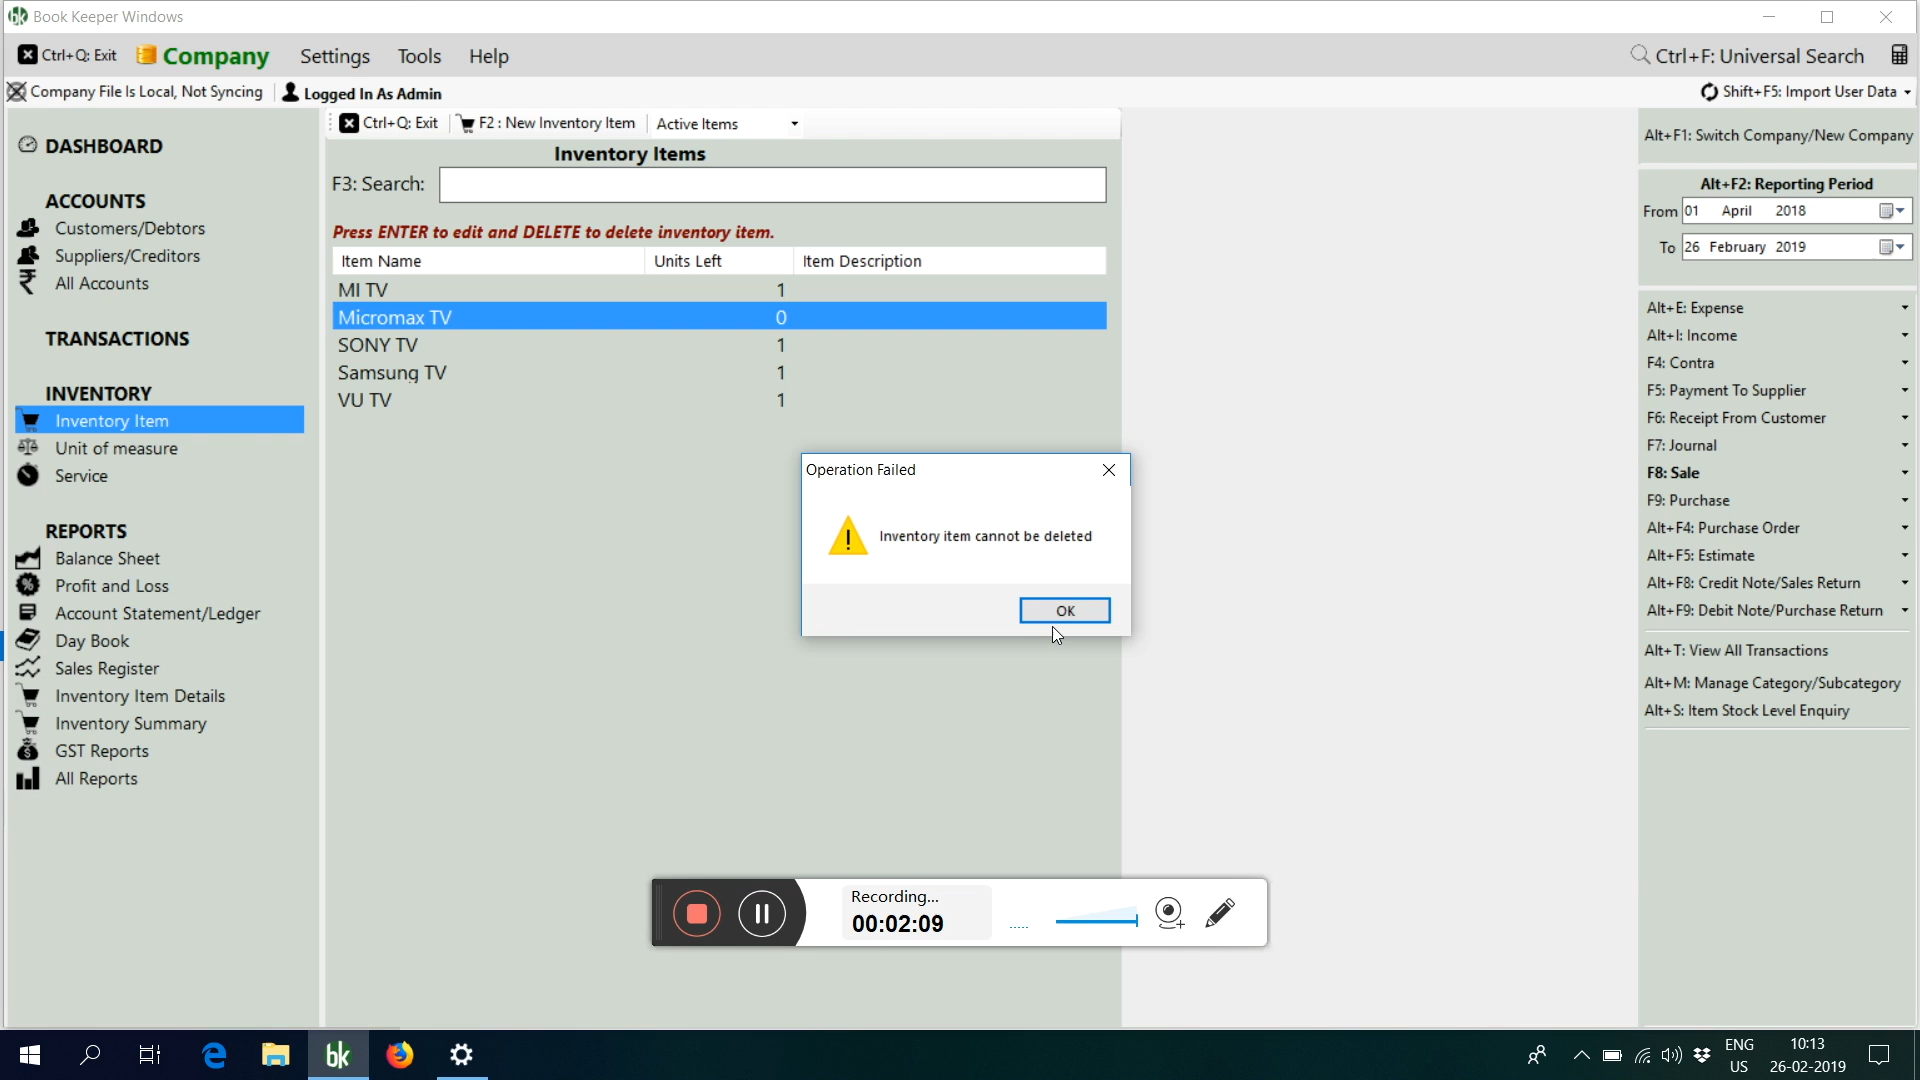 Book Keeper Windows
Ctrl+Q: Exit Company Settings Tools Help Ctrl+F: Universal Search
Company File Is Local, Not Syncing Logged In As Admin Shift+F5: Import User Data
DASHBOARD
ACCOUNTS
Customers/Debtors
Suppliers/Creditors
All Accounts
TRANSACTIONS
INVENTORY
Inventory Item
Unit of measure
Service
REPORTS
Balance Sheet
Profit and Loss
Account Statement/Ledger
Day Book
Sales Register
Inventory Item Details
Inventory Summary
GST Reports
All Reports
Ctrl+Q: Exit F2 : New Inventory Item Active Items
Inventory Items
F3: Search:
Press ENTER to edit and DELETE to delete inventory item.
Item Name Units Left Item Description
MI TV 1
Micromax TV 0
SONY TV 1
Samsung TV 1
VU TV 1
Operation Failed
Inventory item cannot be deleted
OK
Recording...
00:02:09
Alt+F1: Switch Company/New Company
Alt+F2: Reporting Period
From 01 April 2018
To 26 February 2019
Alt+E: Expense
Alt+I: Income
F4: Contra
F5: Payment To Supplier
F6: Receipt From Customer
F7: Journal
F8: Sale
F9: Purchase
Alt+F4: Purchase Order
Alt+F5: Estimate
Alt+F8: Credit Note/Sales Return
Alt+F9: Debit Note/Purchase Return
Alt+T: View All Transactions
Alt+M: Manage Category/Subcategory
Alt+S: Item Stock Level Enquiry
bk
ENG
US
10:13
26-02-2019